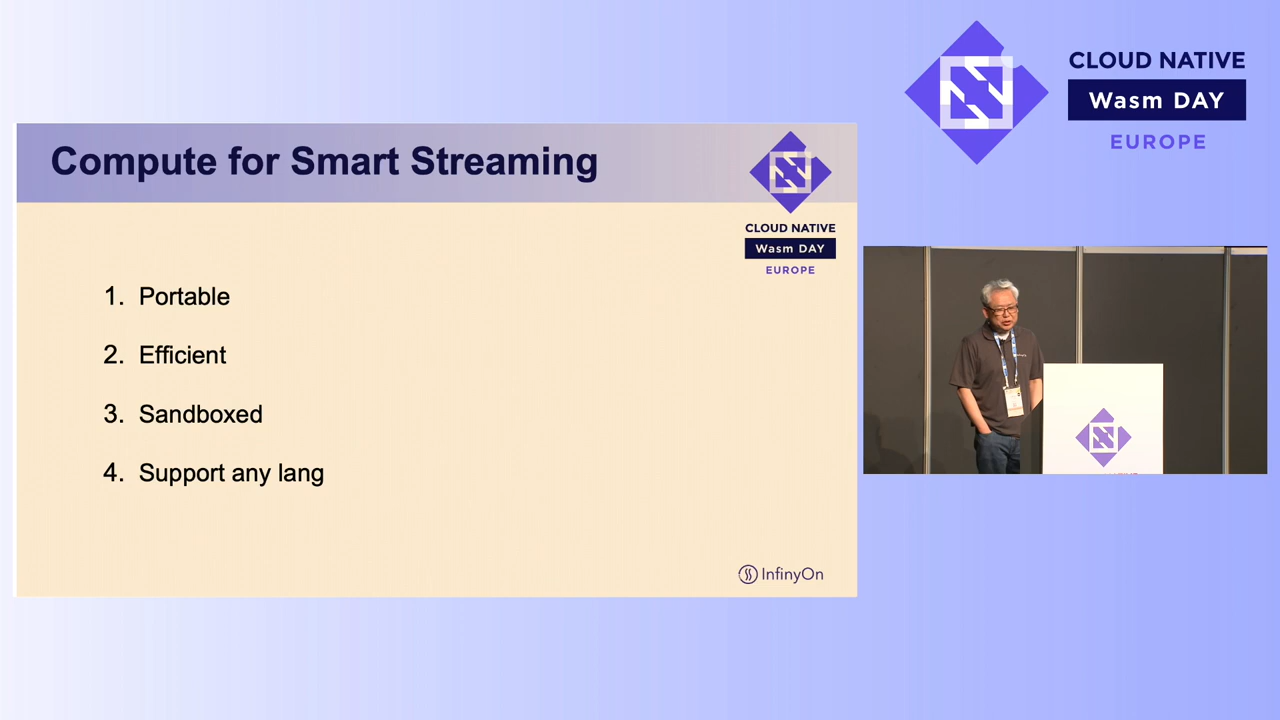 CLOUD NATIVE
Wasm DAY
EUROPE
Compute for Smart Streaming
CLOUD NATIVE
Wasm DAY
EUROPE
1. Portable
2. Efficient
3. Sandboxed
4. Support any lang
InfinyOn